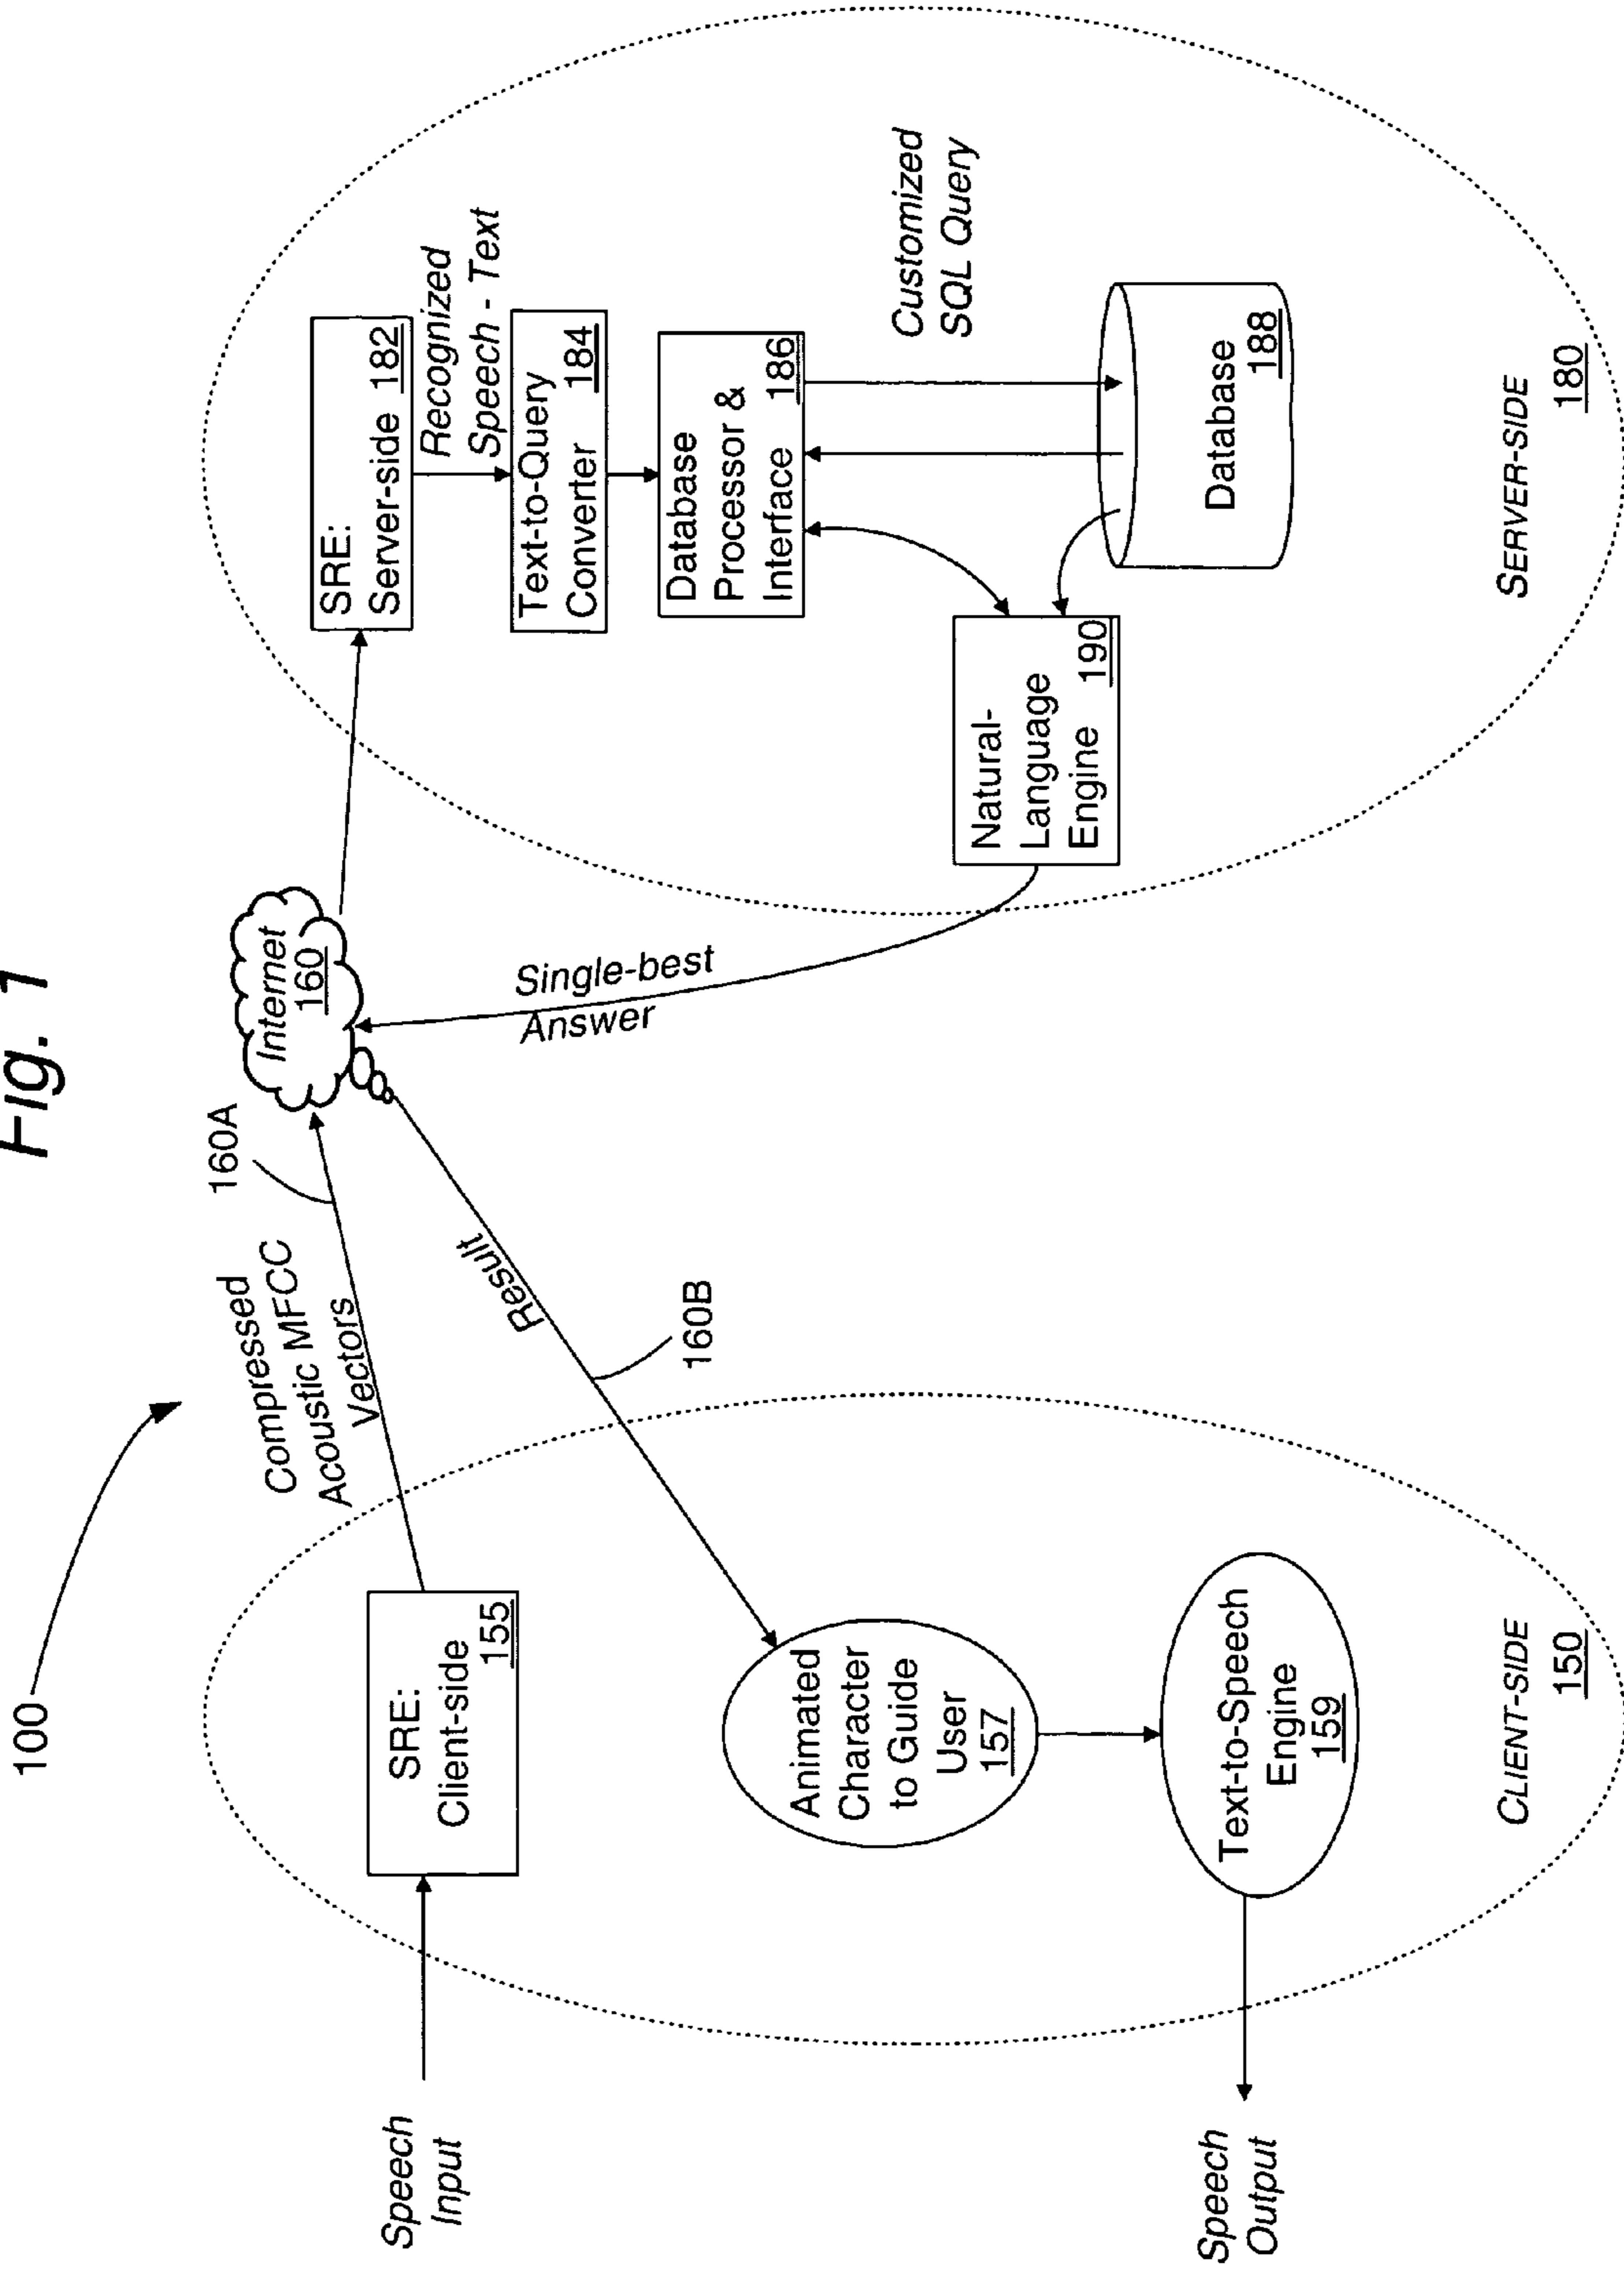 Fig. 1
100
Speech
Input
SRE:
Client-side
155
Compressed
Acoustic MFCC
Vectors
160A
Internet
160
Result
160B
Single-best
Answer
Animated
Character
to Guide
User
157
Text-to-Speech
Engine
159
Speech
Output
CLIENT-SIDE
150
SRE:
Server-side 182
Recognized
Speech - Text
Text-to-Query
Converter 184
Database
Processor &
Interface 186
Customized
SQL Query
Natural-
Language
Engine 190
Database
188
SERVER-SIDE
180